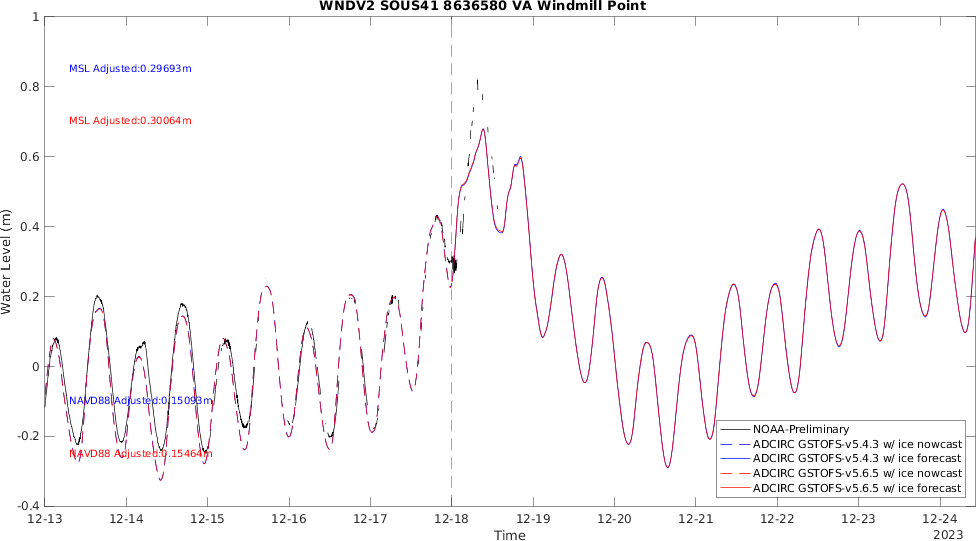 WNDV2 SOUS41 8636580 VA Windmill Point
1
0.8
0.6
0.4
0.2
0
-0.2
-0.4
Water Level (m)
MSL Adjusted:0.29693m
MSL Adjusted:0.30064m
NAVD88 Adjusted:0.15093m
NAVD88 Adjusted:0.15464m
NOAA-Preliminary
ADCIRC GSTOFS-v5.4.3 w/ ice nowcast
ADCIRC GSTOFS-v5.4.3 w/ ice forecast
ADCIRC GSTOFS-v5.6.5 w/ ice nowcast
ADCIRC GSTOFS-v5.6.5 w/ ice forecast
12-13 12-14 12-15 12-16 12-17 12-18 12-19 12-20 12-21 12-22 12-23 12-24
Time
2023